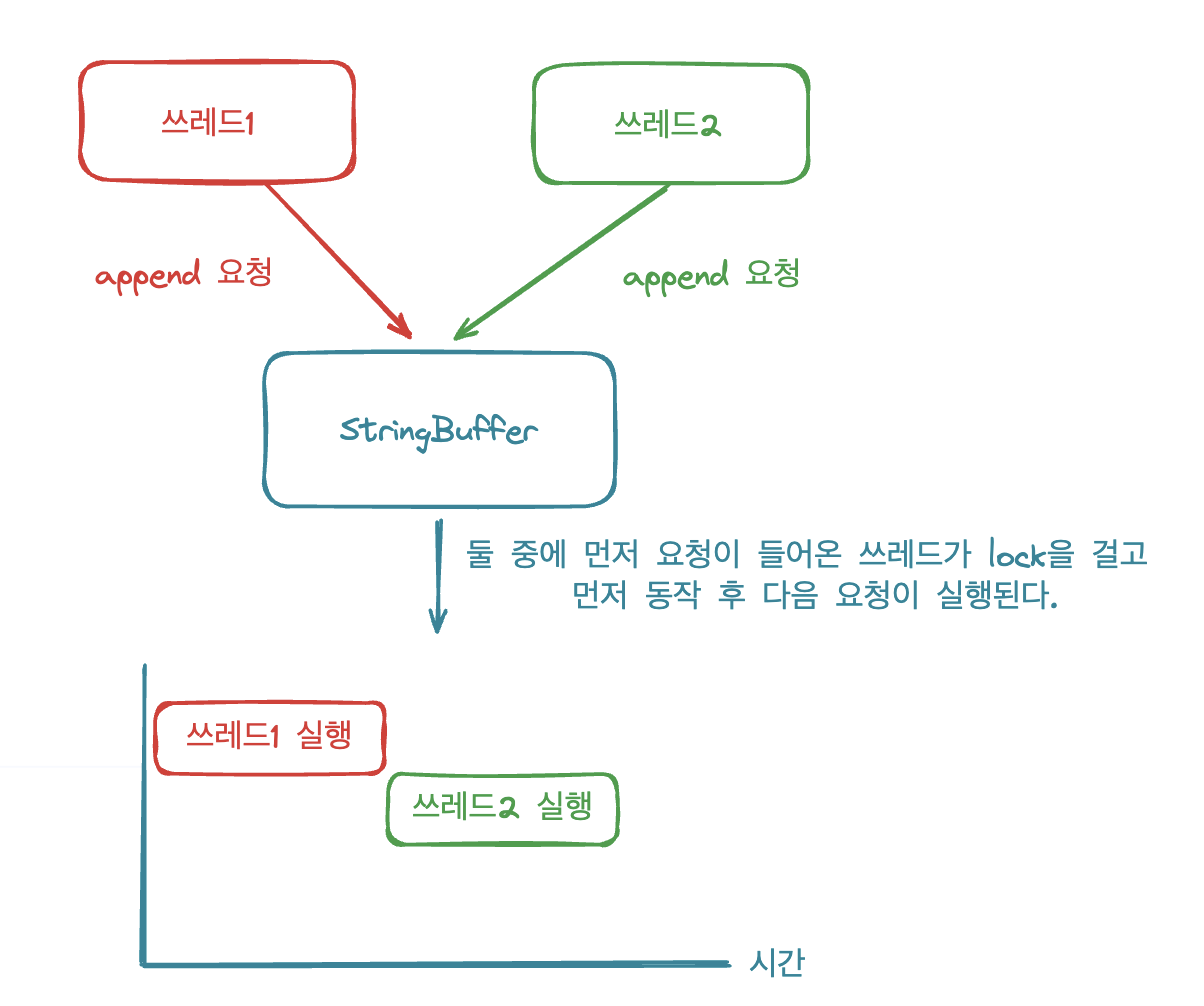 쓰레드1
쓰레드2
append 요청
append 요청
StringBuffer
둘 중에 먼저 요청이 들어온 쓰레드가 lock을 걸고
먼저 동작 후 다음 요청이 실행된다.
쓰레드1 실행
쓰레드2 실행
시간